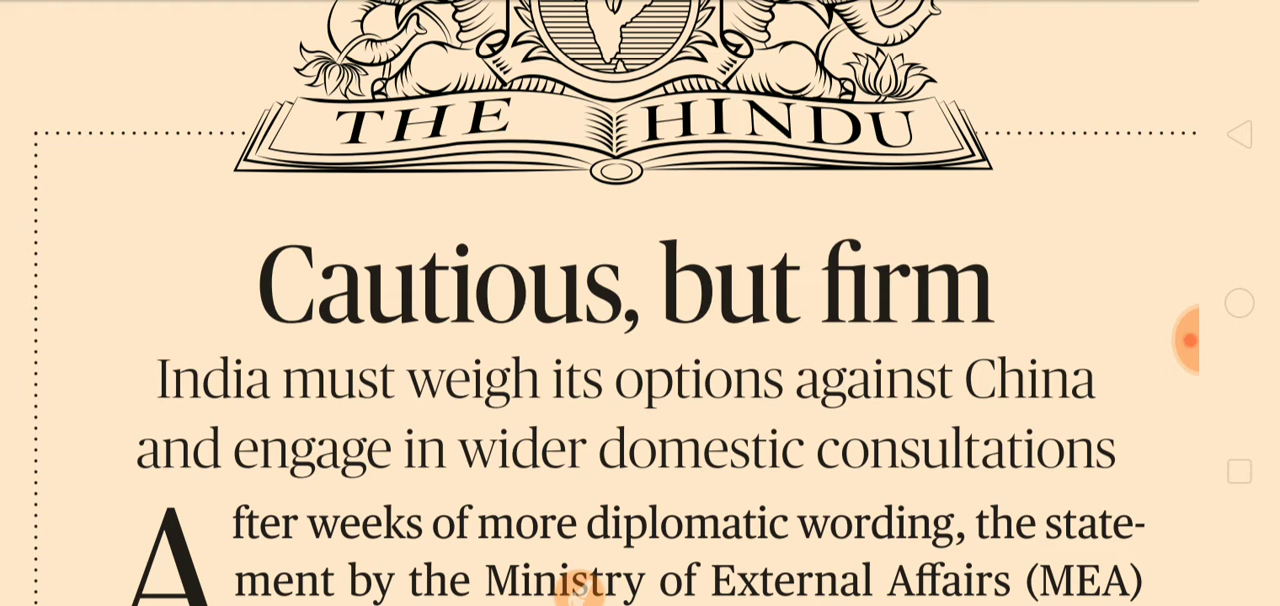 THE HINDU
Cautious, but firm
India must weigh its options against China
and engage in wider domestic consultations
After weeks of more diplomatic wording, the state-
ment by the Ministry of External Affairs (MEA)